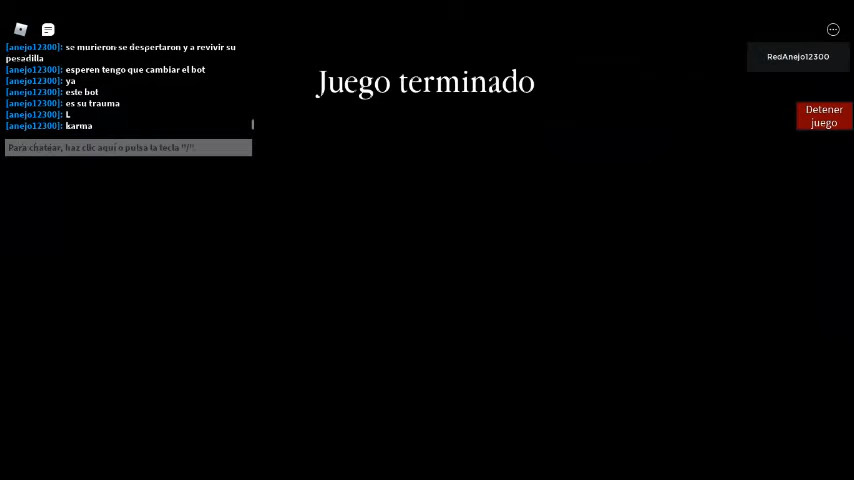 [anejo12300]: se murieron se despertaron y a revivir su
pesadilla
[anejo12300]: esperen tengo que cambiar el bot
[anejo12300]: ya
[anejo12300]: este bot
[anejo12300]: es su trauma
[anejo12300]: L
[anejo12300]: karma
Para chatear, haz clic aquí o pulsa la tecla "/"
Juego terminado
RedAnejo12300
Detener
juego